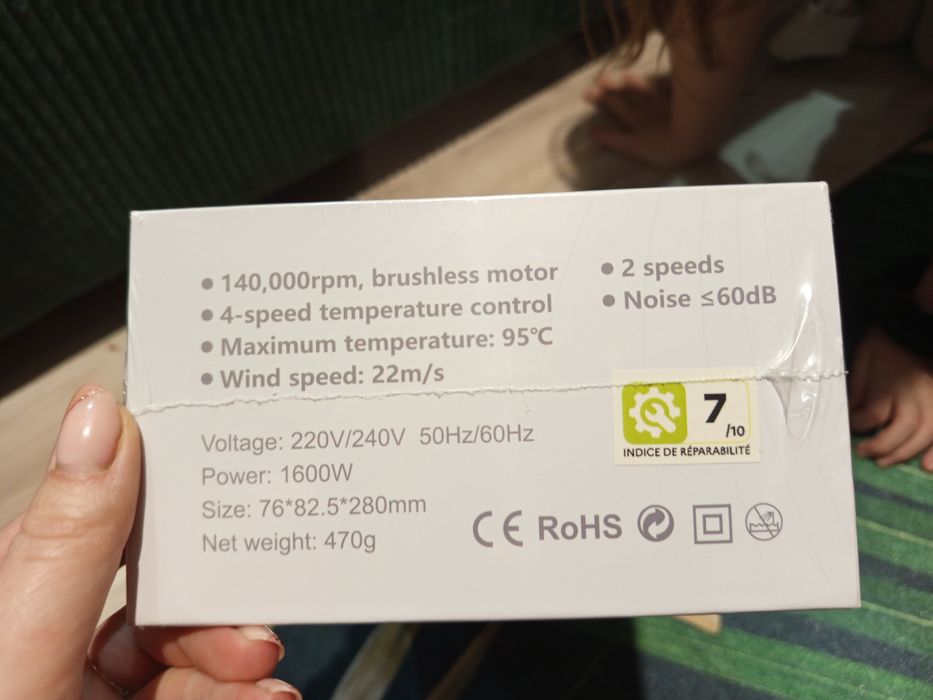 ● 140,000rpm, brushless motor
● 4-speed temperature control
● Maximum temperature: 95℃
● Wind speed: 22m/s
● 2 speeds
● Noise ≤60dB
Voltage: 220V/240V 50Hz/60Hz
Power: 1600W
Size: 76*82.5*280mm
Net weight: 470g
7/10
INDICE DE RÉPARABILITÉ
CE RoHS